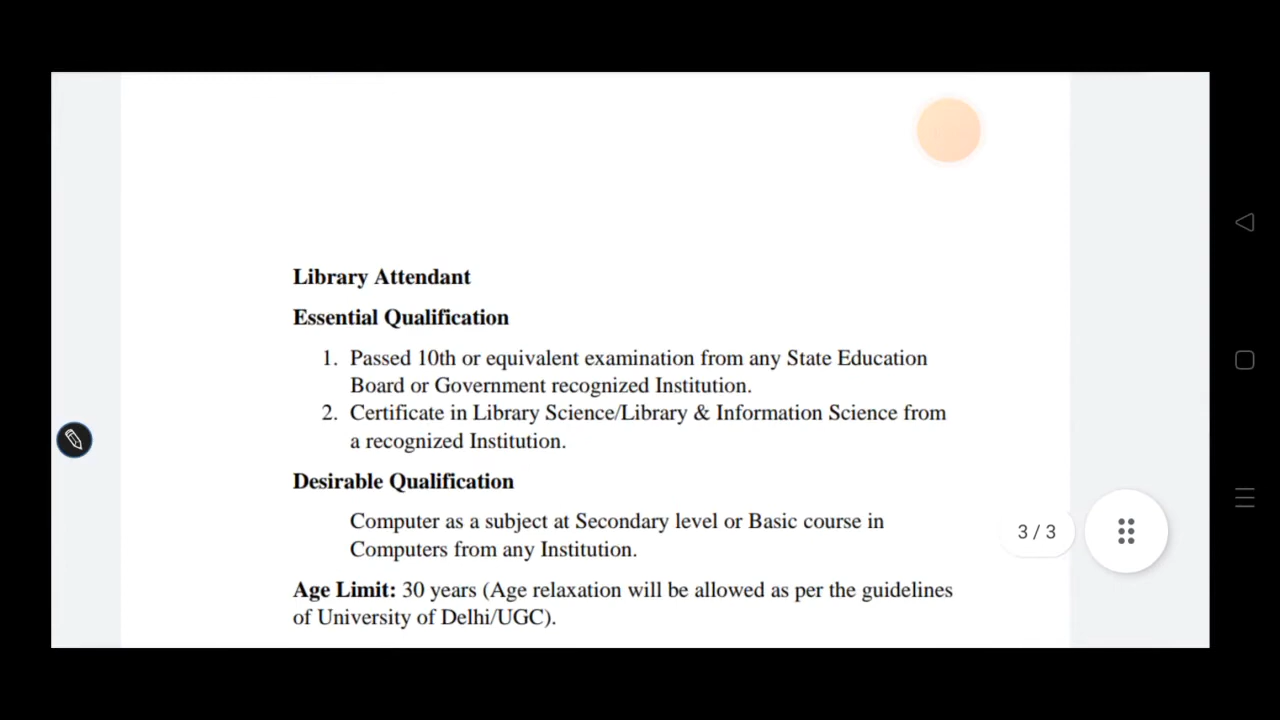 Library Attendant
Essential Qualification
1. Passed 10th or equivalent examination from any State Education
Board or Government recognized Institution.
2. Certificate in Library Science/Library & Information Science from
a recognized Institution.
Desirable Qualification
Computer as a subject at Secondary level or Basic course in
Computers from any Institution.
3 / 3
Age Limit: 30 years (Age relaxation will be allowed as per the guidelines
of University of Delhi/UGC).